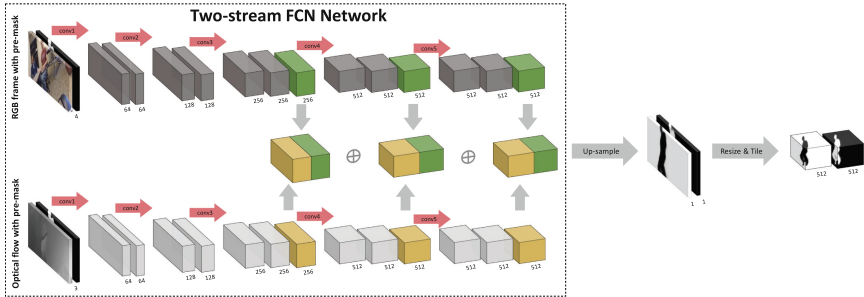 Two-stream FCN Network
RGB frame with pre-mask
conv1
conv2
conv3
conv4
conv5
4
64 64
128 128
256 256 256
512 512 512
512 512 512
⊕ ⊕
Up-sample
Resize & Tile
1 1
512 512
Optical flow with pre-mask
conv1
conv2
conv3
conv4
conv5
3
64 64
128 128
256 256 256
512 512 512
512 512 512